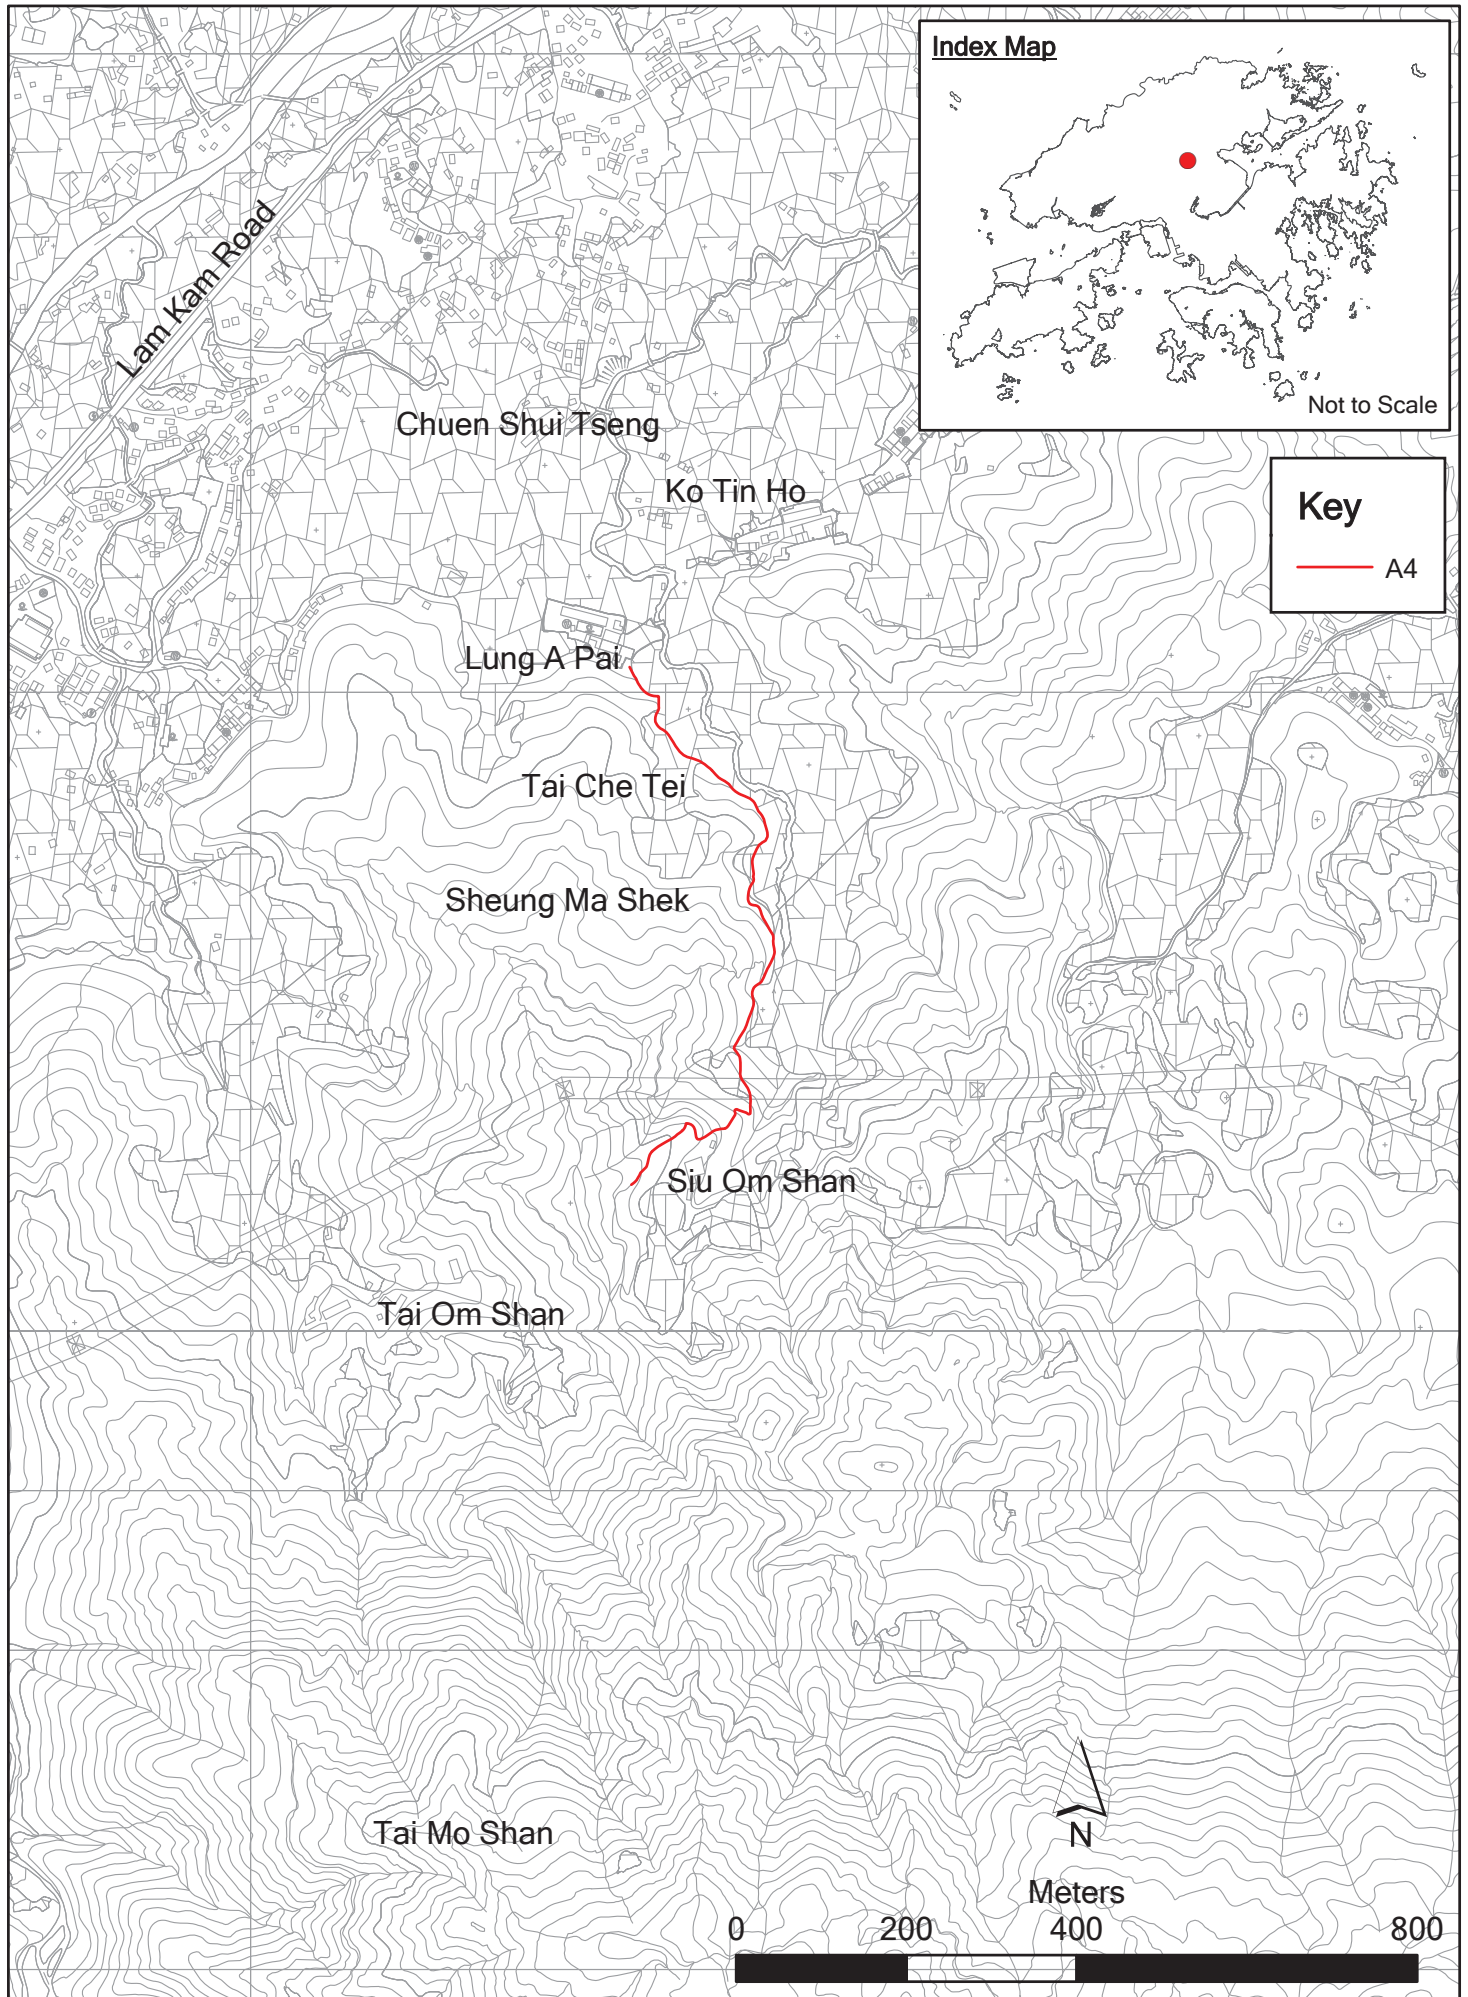 Index Map
Not to Scale
Lam Kam Road
Chuen Shui Tseng
Ko Tin Ho
Key
A4
Lung A Pai
Tai Che Tei
Sheung Ma Shek
Siu Om Shan
Tai Om Shan
Tai Mo Shan
N
Meters
0 200 400 800